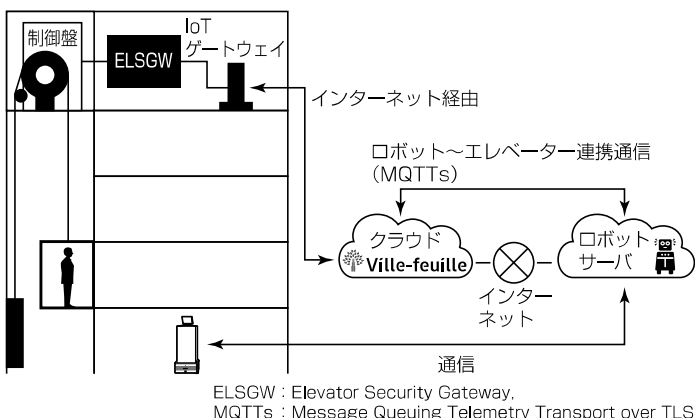 制御盤
ELSGW
IoT
ゲートウェイ
インターネット経由
ロボット～エレベーター連携通信
(MQTTs)
クラウド
Ville-feuille
ロボット
サーバ
インター
ネット
通信
ELSGW：Elevator Security Gateway,
MQTTs：Message Queuing Telemetry Transport over TLS